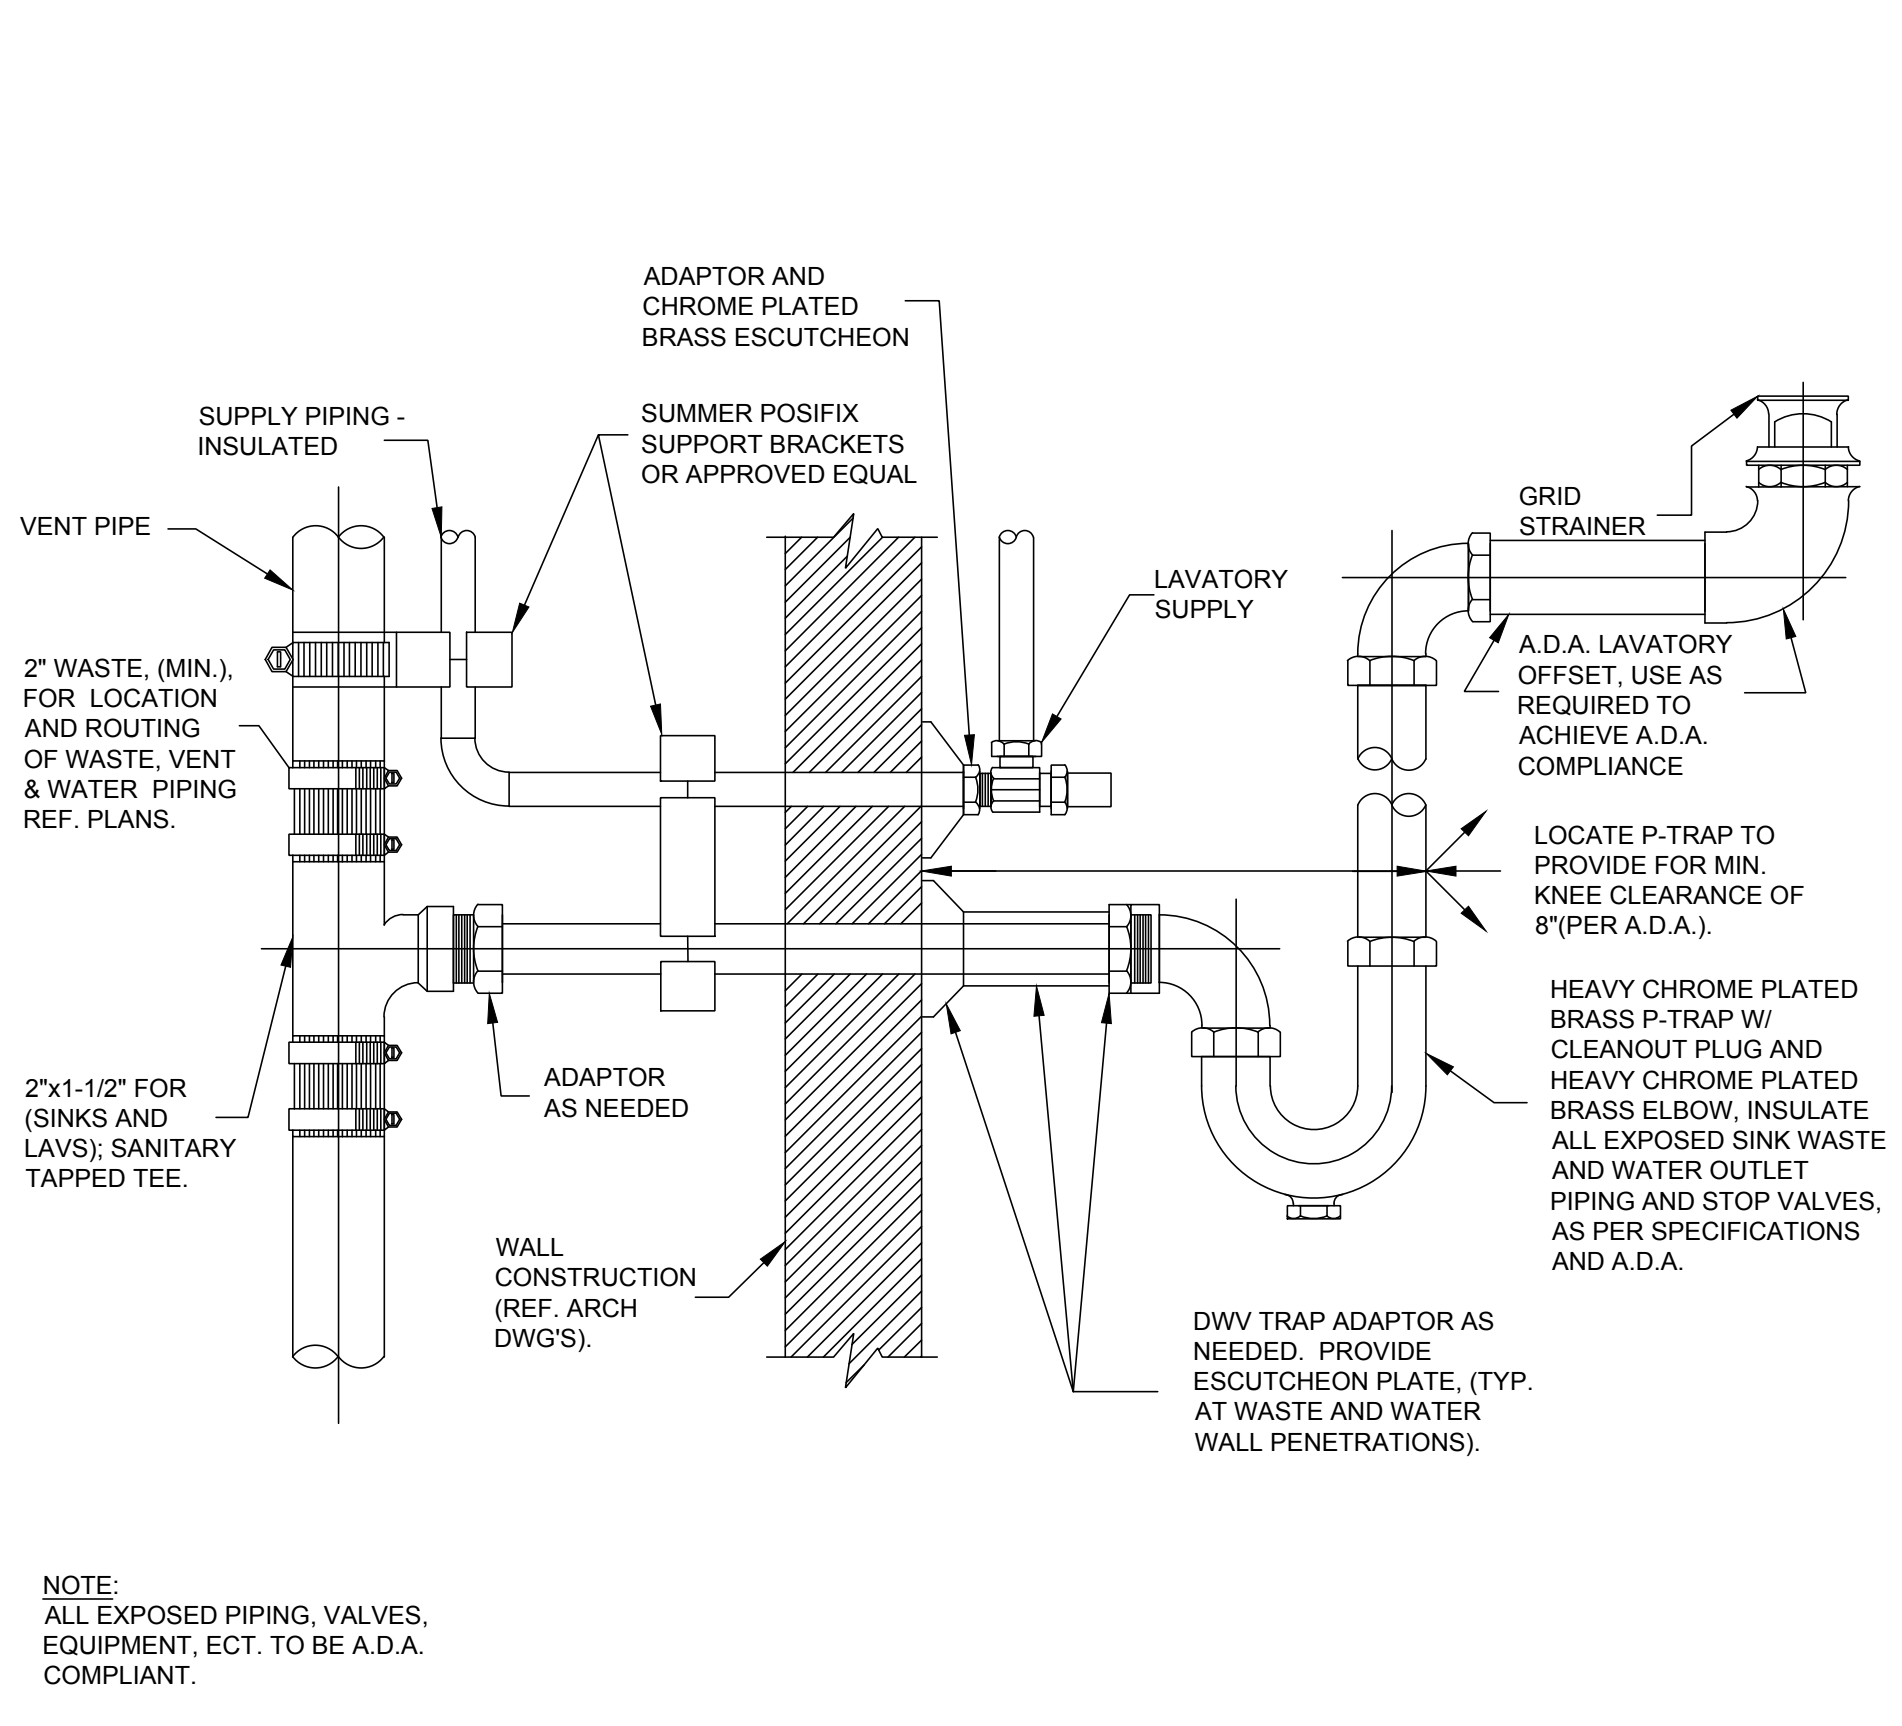 ADAPTOR AND
CHROME PLATED
BRASS ESCUTCHEON
SUPPLY PIPING -
INSULATED
SUMMER POSIFIX
SUPPORT BRACKETS
OR APPROVED EQUAL
VENT PIPE
GRID
STRAINER
LAVATORY
SUPPLY
2" WASTE, (MIN.),
FOR LOCATION
AND ROUTING
OF WASTE, VENT
& WATER PIPING
REF. PLANS.
A.D.A. LAVATORY
OFFSET, USE AS
REQUIRED TO
ACHIEVE A.D.A.
COMPLIANCE
LOCATE P-TRAP TO
PROVIDE FOR MIN.
KNEE CLEARANCE OF
8"(PER A.D.A.).
HEAVY CHROME PLATED
BRASS P-TRAP W/
CLEANOUT PLUG AND
HEAVY CHROME PLATED
BRASS ELBOW, INSULATE
ALL EXPOSED SINK WASTE
AND WATER OUTLET
PIPING AND STOP VALVES,
AS PER SPECIFICATIONS
AND A.D.A.
2"x1-1/2" FOR
(SINKS AND
LAVS); SANITARY
TAPPED TEE.
ADAPTOR
AS NEEDED
WALL
CONSTRUCTION
(REF. ARCH
DWG'S).
DWV TRAP ADAPTOR AS
NEEDED. PROVIDE
ESCUTCHEON PLATE, (TYP.
AT WASTE AND WATER
WALL PENETRATIONS).
NOTE:
ALL EXPOSED PIPING, VALVES,
EQUIPMENT, ECT. TO BE A.D.A.
COMPLIANT.